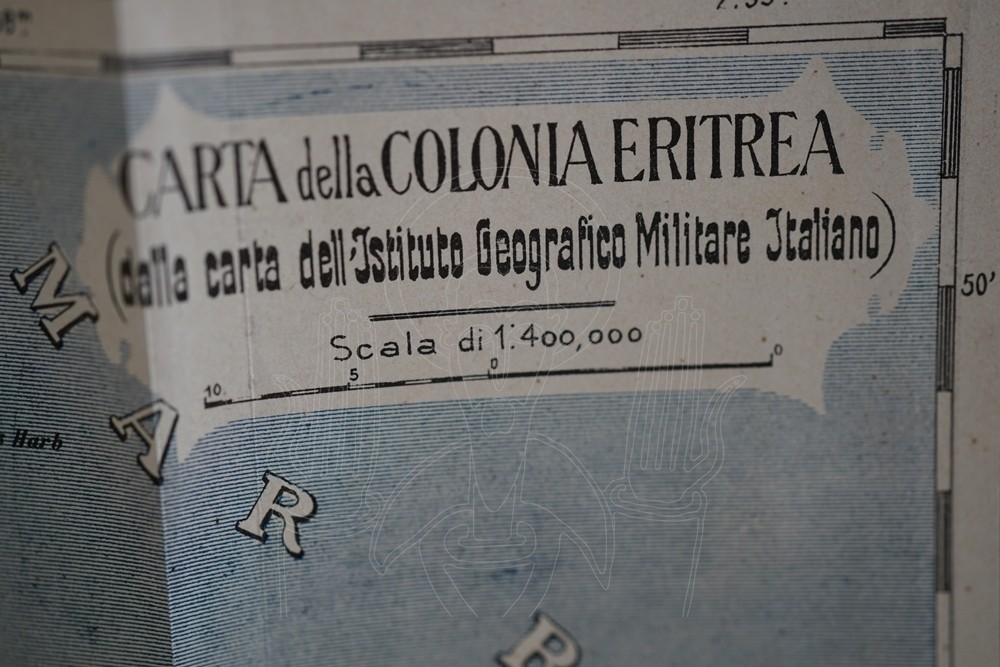 CARTA della COLONIA ERITREA
(dalla carta dell'Istituto Geografico Militare Italiano)
Scala di 1:400,000
10 5 0 0
50'
M
A
R
Harb
R